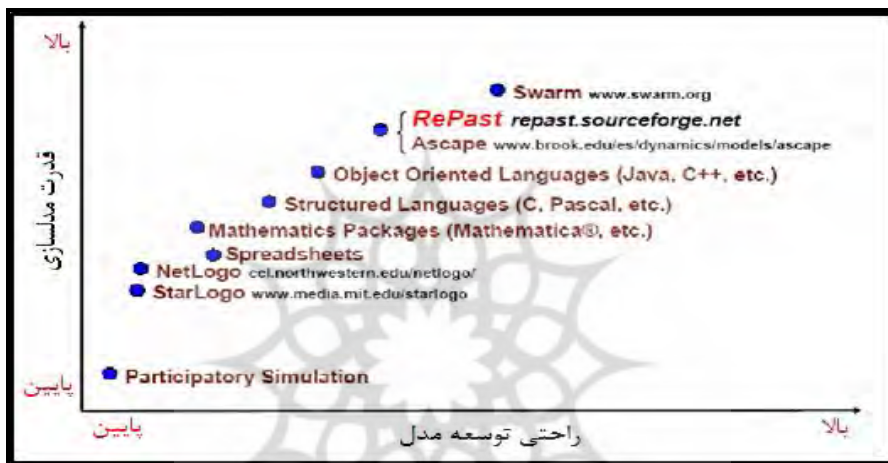 بالا
Swarm www.swarm.org
RePast repast.sourceforge.net
Ascape www.brook.edu/es/dynamics/models/ascape
Object Oriented Languages (Java, C++, etc.)
Structured Languages (C, Pascal, etc.)
Mathematics Packages (Mathematica®, etc.)
Spreadsheets
NetLogo ccl.northwestern.edu/netlogo/
StarLogo www.media.mit.edu/starlogo
Participatory Simulation
قدرت مدلسازی
پایین
پایین
راحتی توسعه مدل
بالا